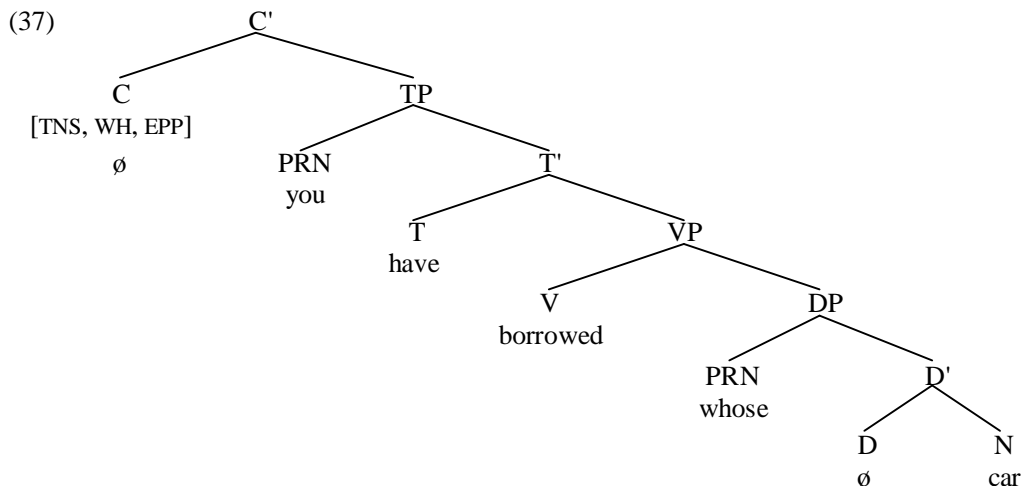 (37) C'
C TP
[TNS, WH, EPP]
ø PRN T'
you
T VP
have
V DP
borrowed
PRN D'
whose
D N
ø car